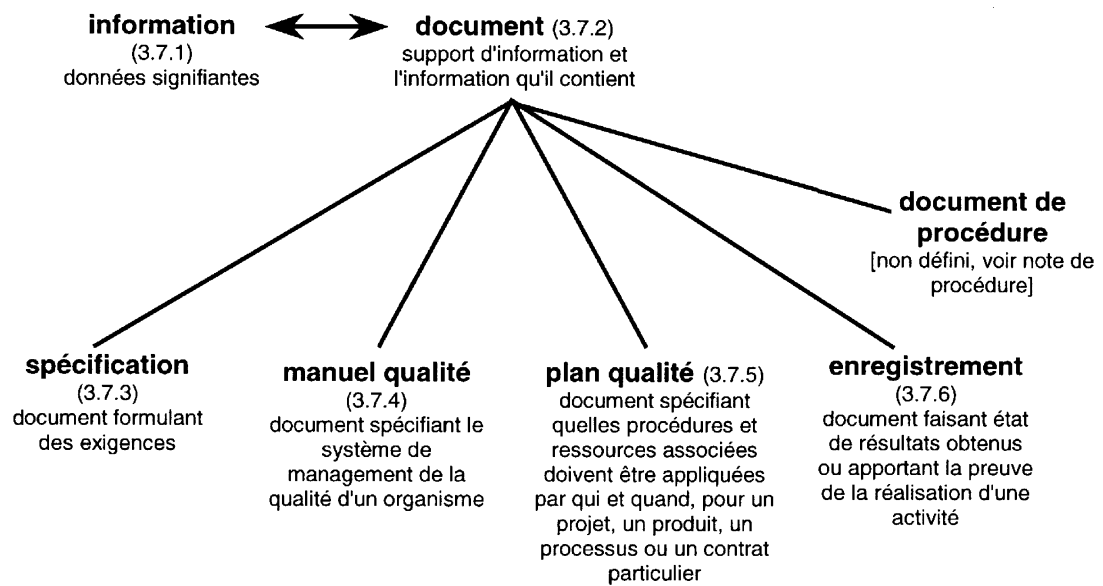 information
(3.7.1)
données signifiantes
document (3.7.2)
support d'information et
l'information qu'il contient
document de
procédure
[non défini, voir note de
procédure]
spécification
(3.7.3)
document formulant
des exigences
manuel qualité
(3.7.4)
document spécifiant le
système de
management de la
qualité d'un organisme
plan qualité (3.7.5)
document spécifiant
quelles procédures et
ressources associées
doivent être appliquées
par qui et quand, pour un
projet, un produit, un
processus ou un contrat
particulier
enregistrement
(3.7.6)
document faisant état
de résultats obtenus
ou apportant la preuve
de la réalisation d'une
activité